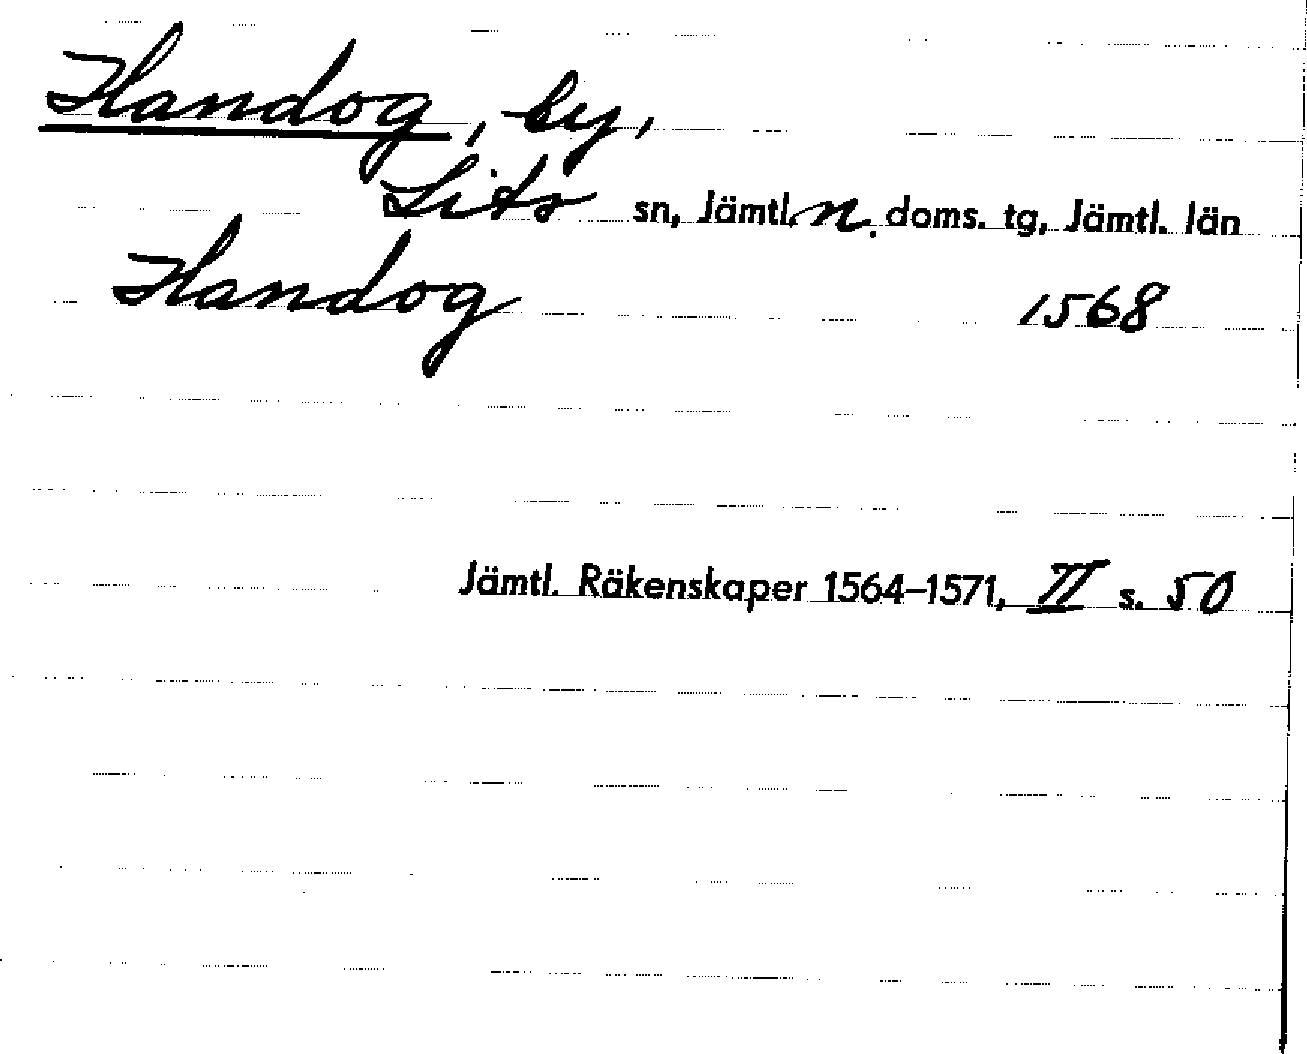 Handog, by,
Lits sn, Jämtl. n. doms. tg, Jämtl. län
Handog 1568
Jämtl. Räkenskaper 1564–1571, II s. 50